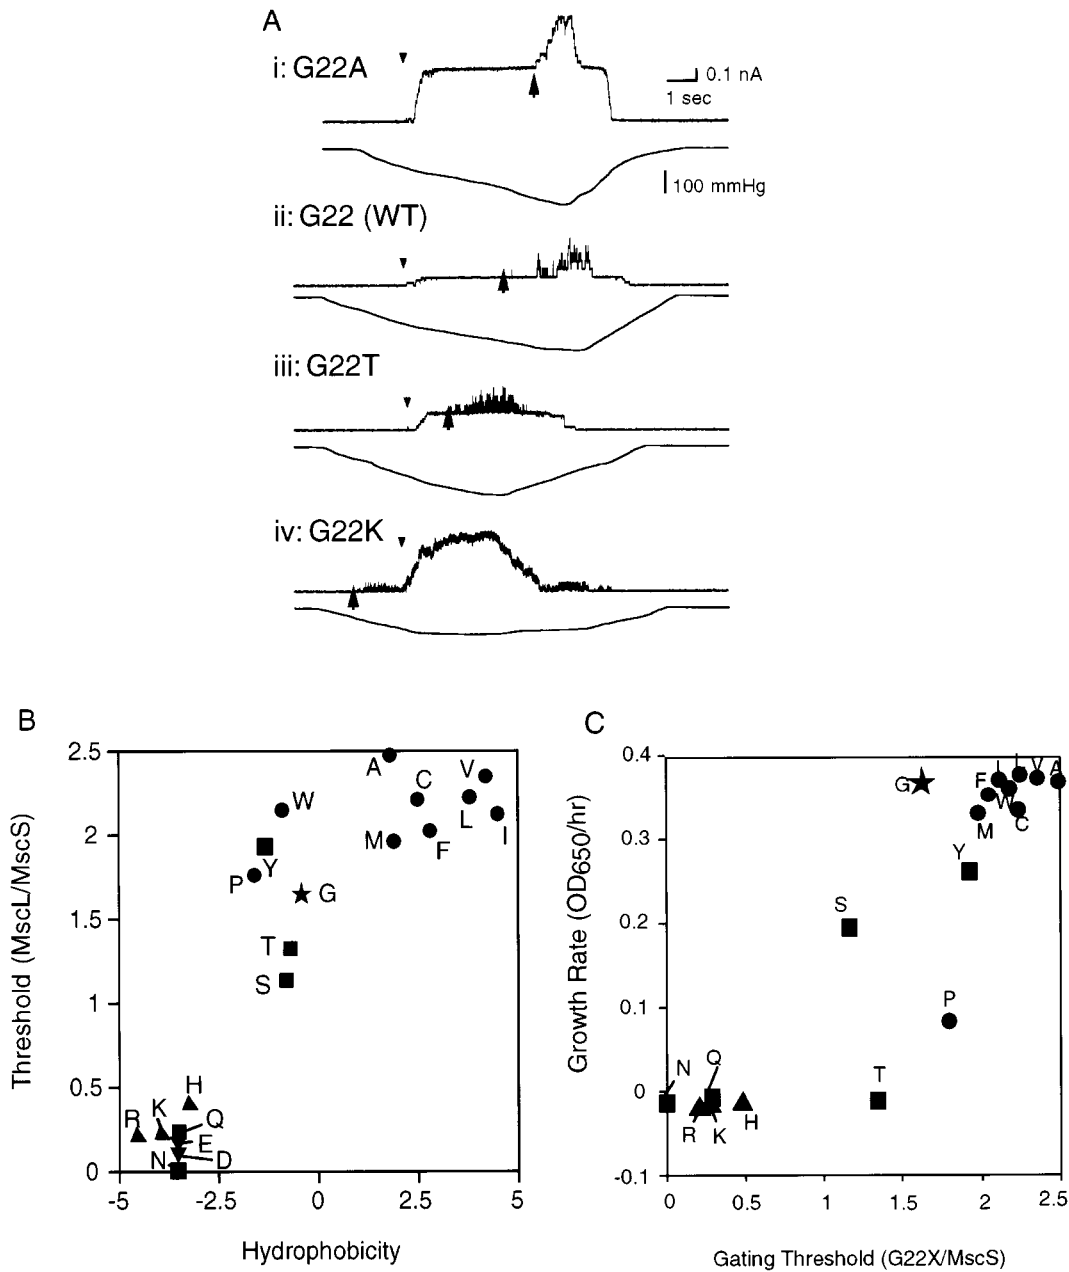 A
i: G22A
0.1 nA
1 sec
100 mmHg
ii: G22 (WT)
iii: G22T
iv: G22K
B
Threshold (MscL/MscS)
2.5
2
1.5
1
0.5
0
-5
-2.5
0
2.5
5
Hydrophobicity
A
V
C
L
I
W
M
F
Y
P
G
T
S
H
K
R
Q
E
N
D
C
Growth Rate (OD650/hr)
0.4
0.3
0.2
0.1
0
-0.1
0
0.5
1
1.5
2
2.5
Gating Threshold (G22X/MscS)
G
F
I
L
V
A
W
M
C
Y
S
P
T
N
Q
R
K
H